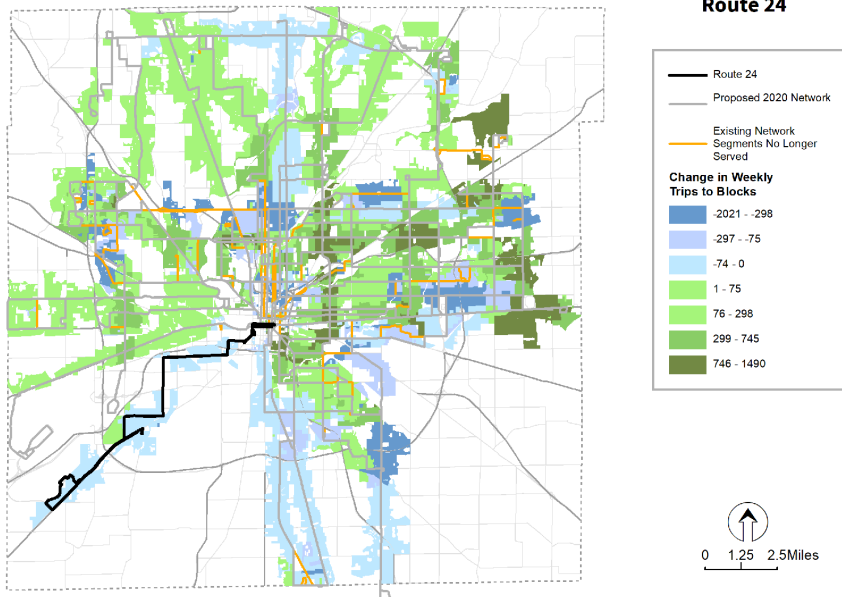 Route 24
Route 24
Proposed 2020 Network
Existing Network
Segments No Longer
Served
Change in Weekly
Trips to Blocks
-2021 - -298
-297 - -75
-74 - 0
1 - 75
76 - 298
299 - 745
746 - 1490
0 1.25 2.5Miles